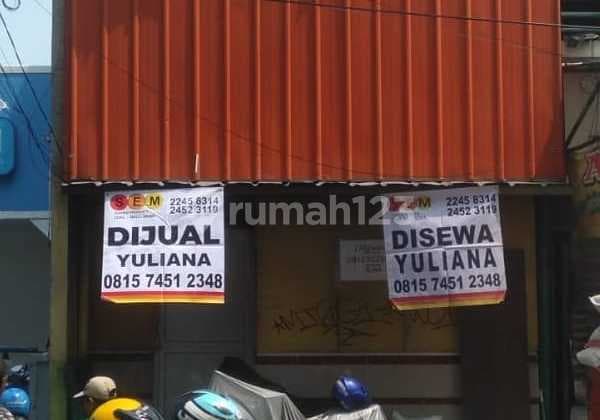 SEM
2245 8314
2452 3119
DIJUAL
YULIANA
0815 7451 2348
2245 8314
2452 3119
DISEWA
YULIANA
0815 7451 2348
rumah12